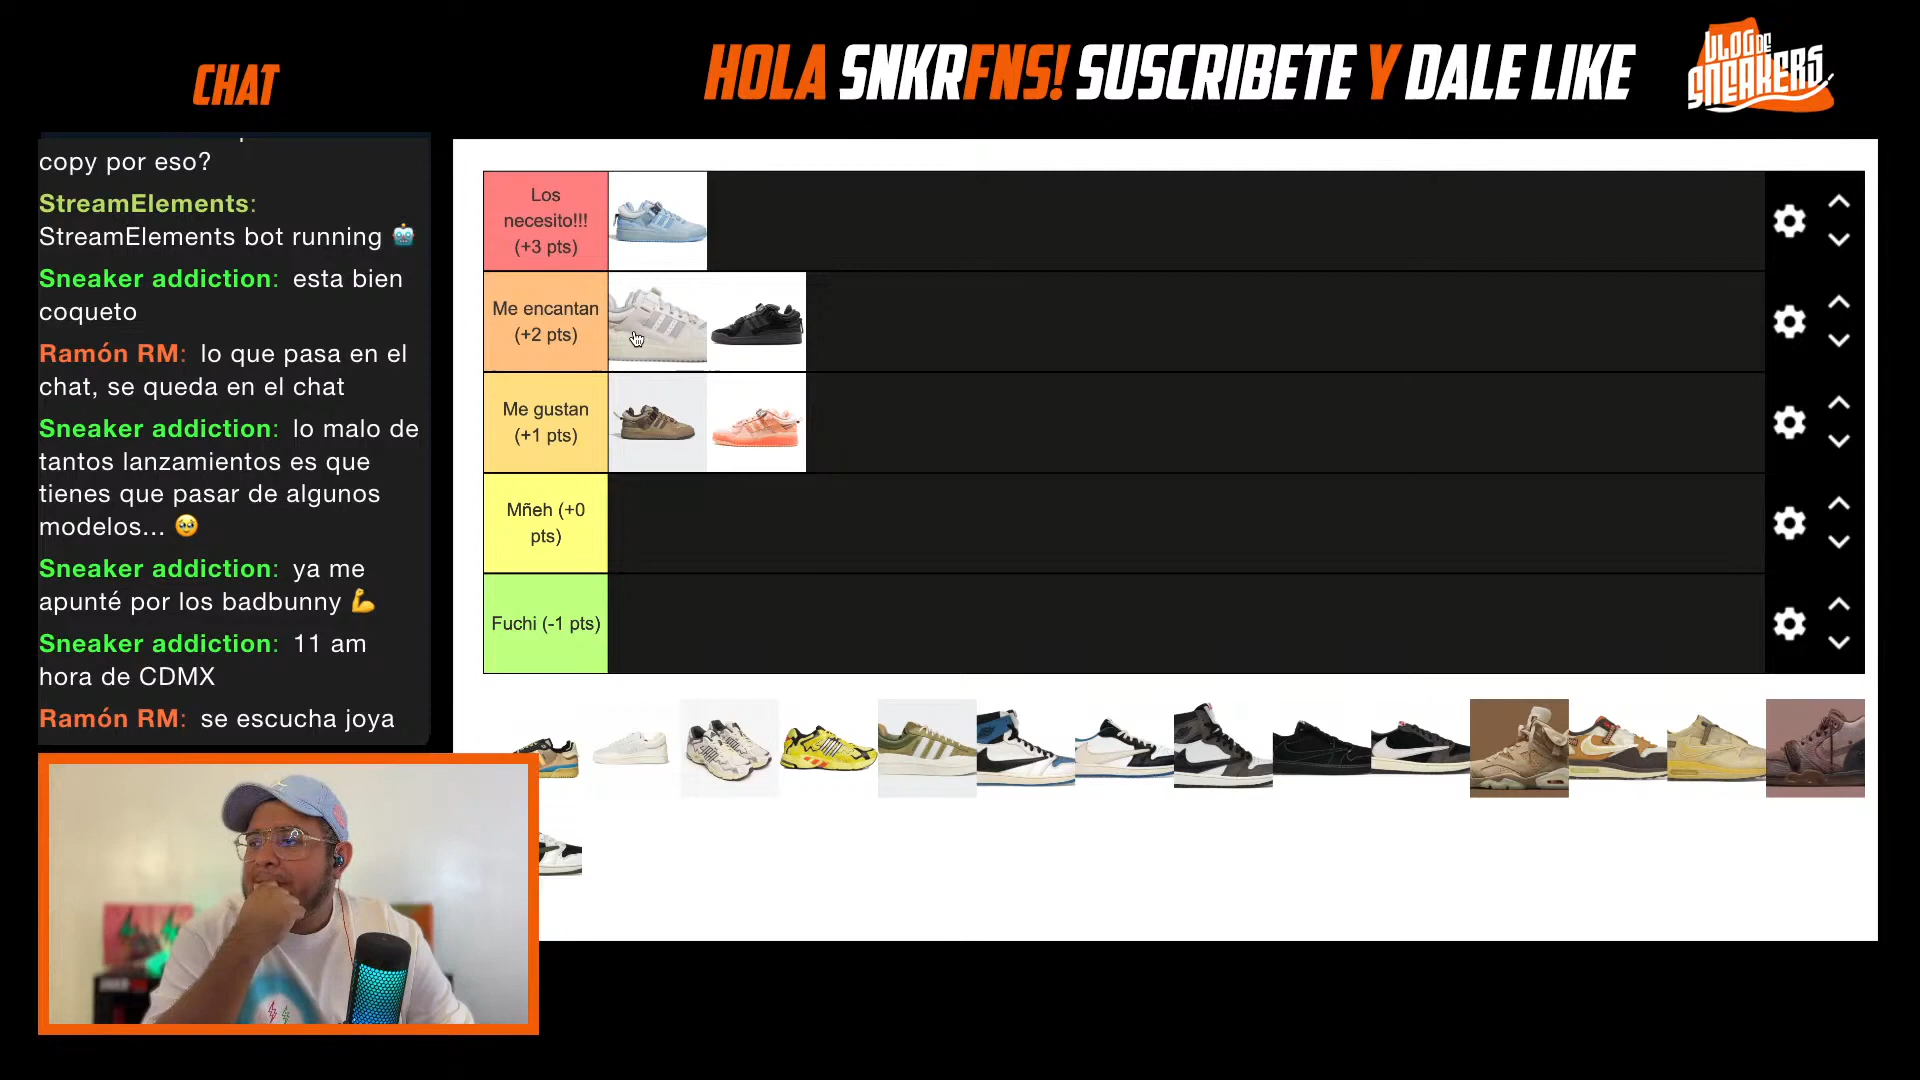 CHAT
HOLA SNKRFNS! SUSCRIBETE Y DALE LIKE
VLOG DE
SNEAKERS
copy por eso?
StreamElements:
StreamElements bot running 🤖
Sneaker addiction: esta bien
coqueto
Ramón RM: lo que pasa en el
chat, se queda en el chat
Sneaker addiction: lo malo de
tantos lanzamientos es que
tienes que pasar de algunos
modelos... 🥹
Sneaker addiction: ya me
apunté por los badbunny 💪
Sneaker addiction: 11 am
hora de CDMX
Ramón RM: se escucha joya
Los
necesito!!!
(+3 pts)
Me encantan
(+2 pts)
Me gustan
(+1 pts)
Mñeh (+0
pts)
Fuchi (-1 pts)